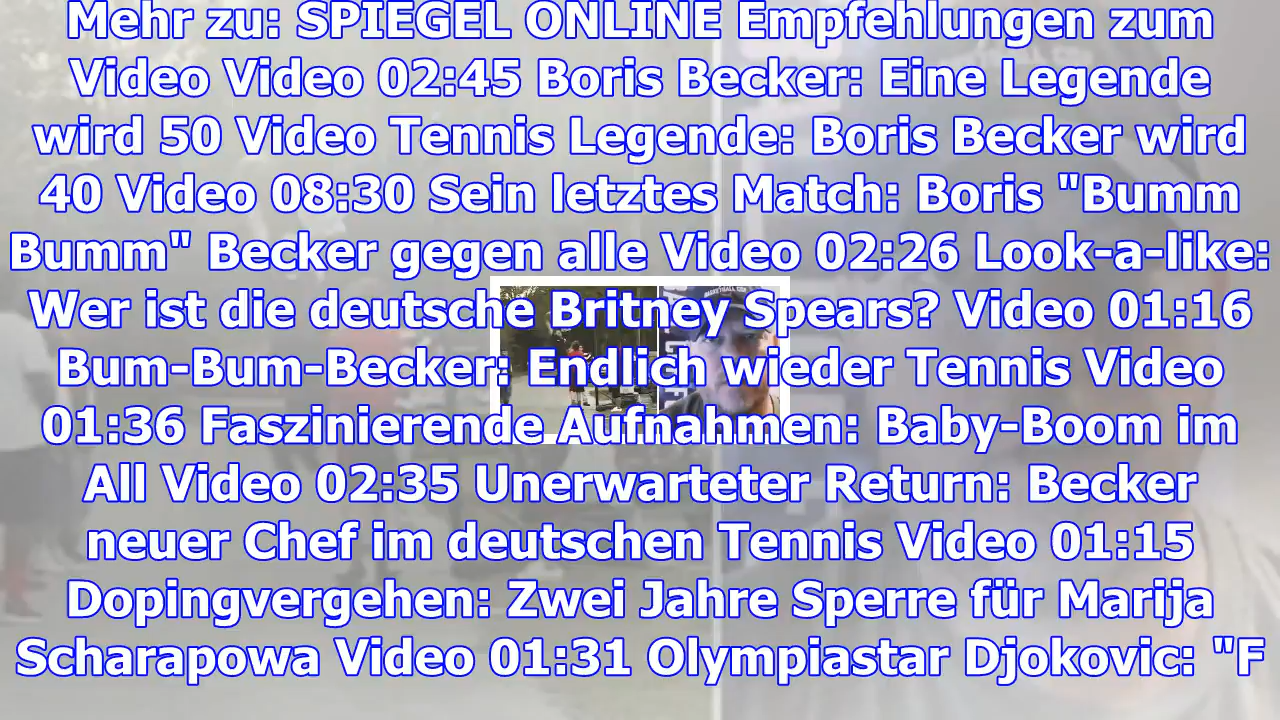 Mehr zu: SPIEGEL ONLINE Empfehlungen zum
Video Video 02:45 Boris Becker: Eine Legende
wird 50 Video Tennis Legende: Boris Becker wird
40 Video 08:30 Sein letztes Match: Boris "Bumm
Bumm" Becker gegen alle Video 02:26 Look-a-like:
Wer ist die deutsche Britney Spears? Video 01:16
Bum-Bum-Becker: Endlich wieder Tennis Video
01:36 Faszinierende Aufnahmen: Baby-Boom im
All Video 02:35 Unerwarteter Return: Becker
neuer Chef im deutschen Tennis Video 01:15
Dopingvergehen: Zwei Jahre Sperre für Marija
Scharapowa Video 01:31 Olympiastar Djokovic: "F